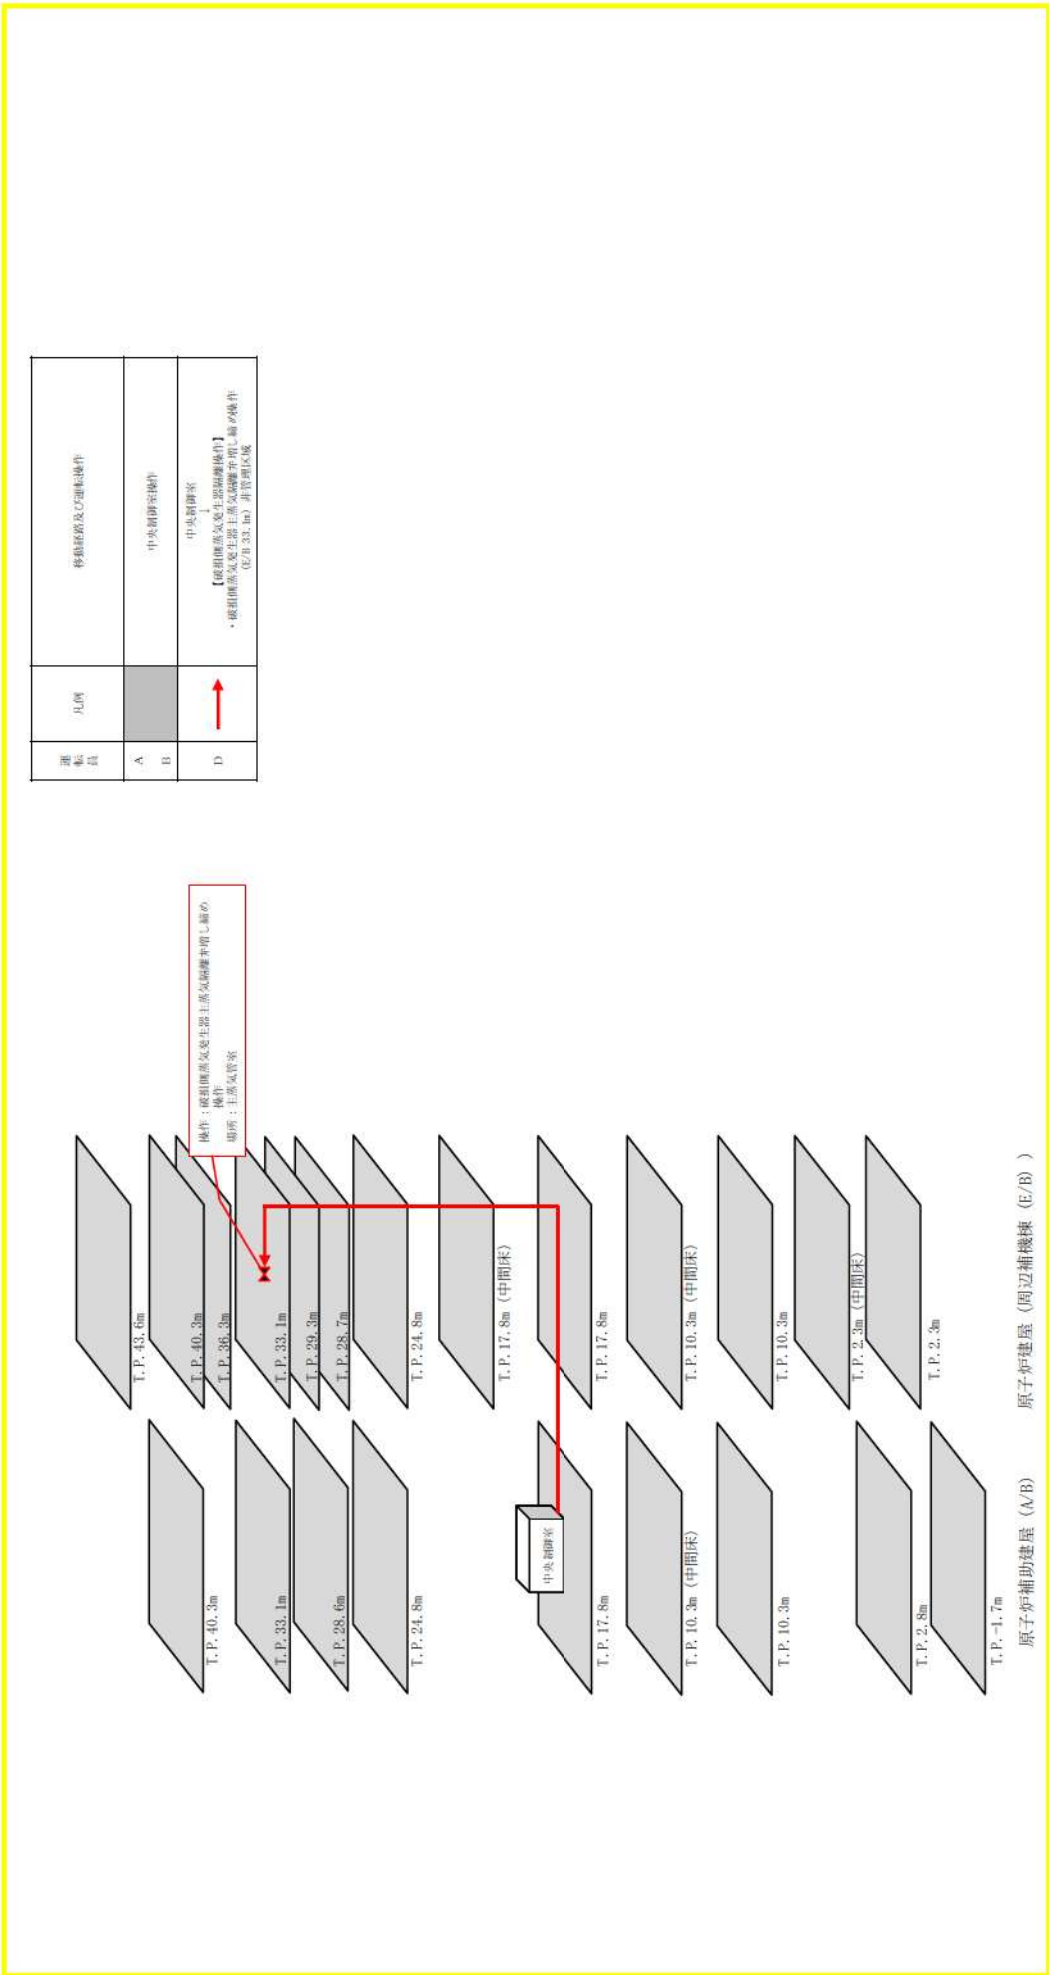 運転員
凡例
移動経路及び運転操作
A
B
中央制御室操作
D
中央制御室
↓
【破損側蒸気発生器隔離操作】
・破損側蒸気発生器主蒸気隔離弁増し締め操作
(E/B 33.1m) 非管理区域
操作：破損側蒸気発生器主蒸気隔離弁増し締め
操作
場所：主蒸気管室
T.P.40.3m
T.P.33.1m
T.P.28.6m
T.P.24.8m
中央制御室
T.P.17.8m
T.P.10.3m（中間床）
T.P.10.3m
T.P.2.8m
T.P.-1.7m
原子炉補助建屋（A/B）
T.P.43.6m
T.P.40.3m
T.P.36.3m
T.P.33.1m
T.P.29.3m
T.P.28.7m
T.P.24.8m
T.P.17.8m（中間床）
T.P.17.8m
T.P.10.3m（中間床）
T.P.10.3m
T.P.2.3m（中間床）
T.P.2.3m
原子炉建屋（周辺補機棟（E/B））